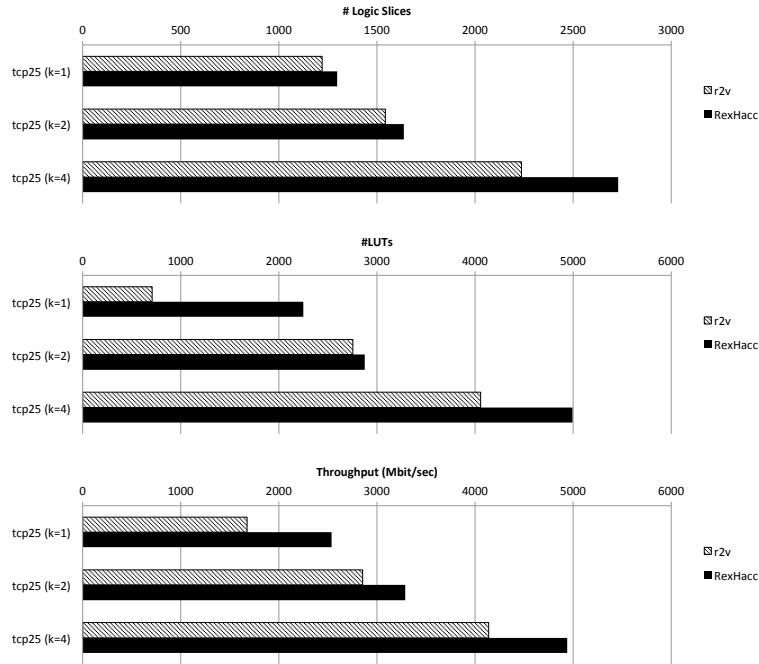 # Logic Slices
0 500 1000 1500 2000 2500 3000
tcp25 (k=1)
tcp25 (k=2)
tcp25 (k=4)
r2v
RexHacc
#LUTs
0 1000 2000 3000 4000 5000 6000
tcp25 (k=1)
tcp25 (k=2)
tcp25 (k=4)
r2v
RexHacc
Throughput (Mbit/sec)
0 1000 2000 3000 4000 5000 6000
tcp25 (k=1)
tcp25 (k=2)
tcp25 (k=4)
r2v
RexHacc